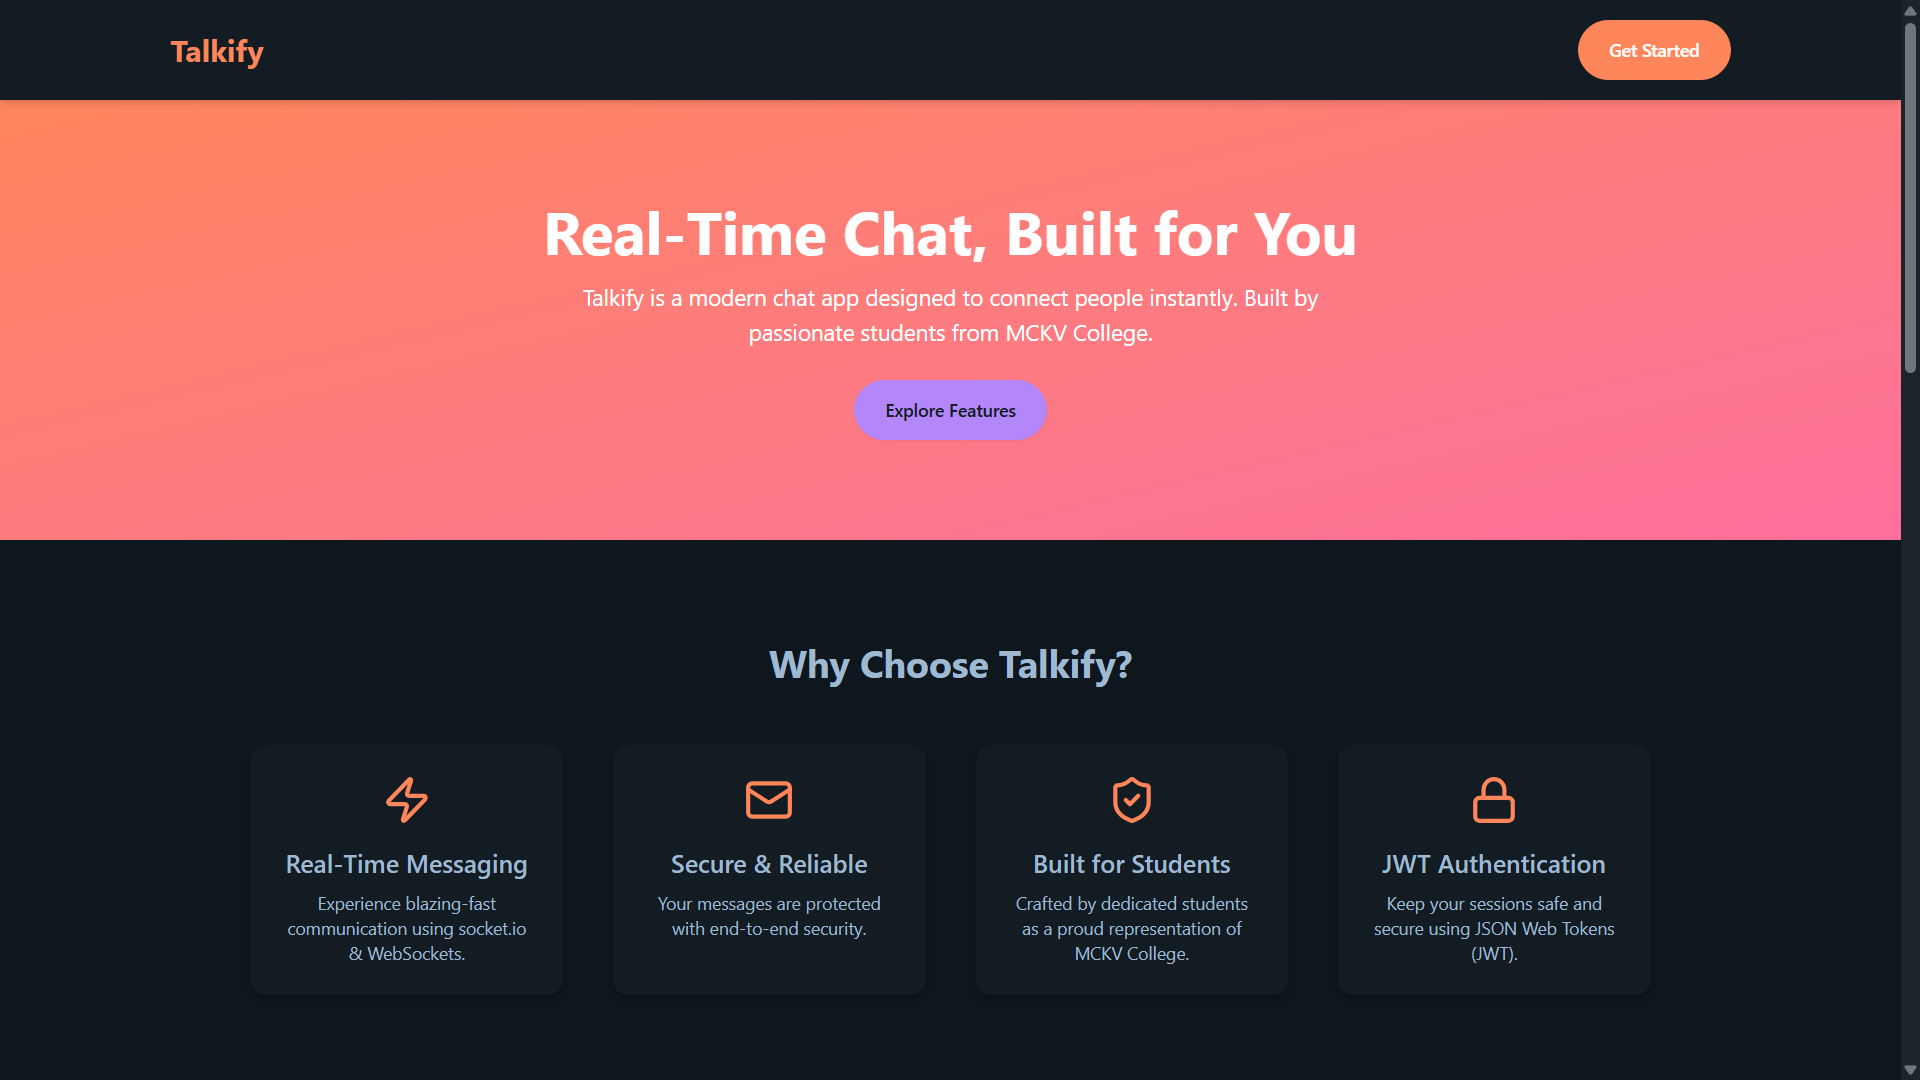 Talkify
Get Started
Real-Time Chat, Built for You
Talkify is a modern chat app designed to connect people instantly. Built by
passionate students from MCKV College.
Explore Features
Why Choose Talkify?
Real-Time Messaging
Experience blazing-fast
communication using socket.io
& WebSockets.
Secure & Reliable
Your messages are protected
with end-to-end security.
Built for Students
Crafted by dedicated students
as a proud representation of
MCKV College.
JWT Authentication
Keep your sessions safe and
secure using JSON Web Tokens
(JWT).